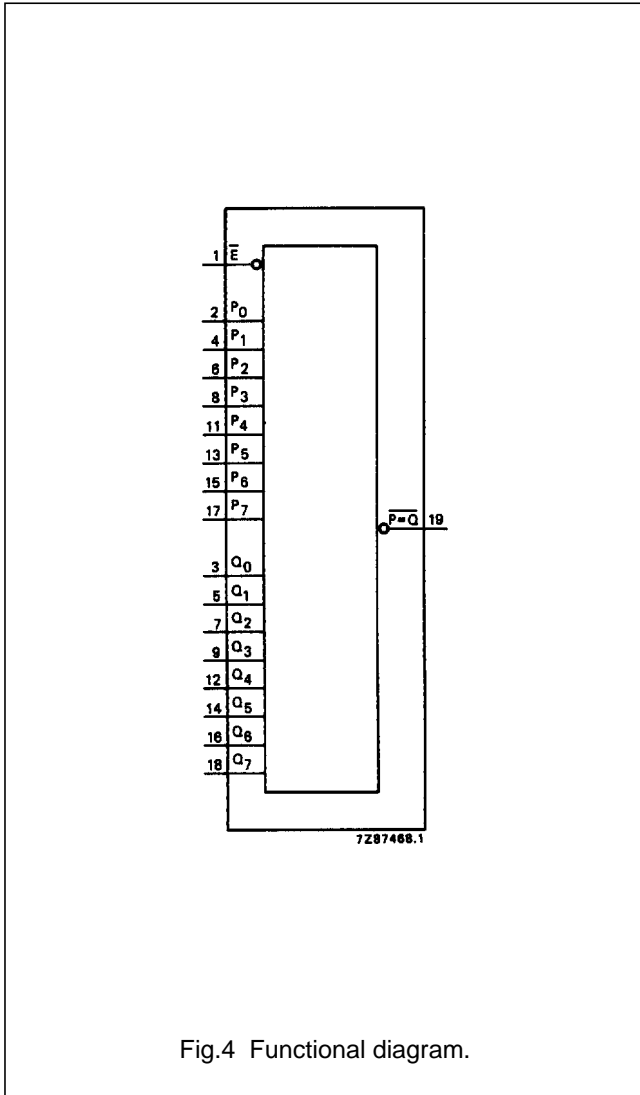 1 E̅
2 P0
4 P1
6 P2
8 P3
11 P4
13 P5
15 P6
17 P7
P̅=̅Q̅ 19
3 Q0
5 Q1
7 Q2
9 Q3
12 Q4
14 Q5
16 Q6
18 Q7
7Z87468.1
Fig.4 Functional diagram.